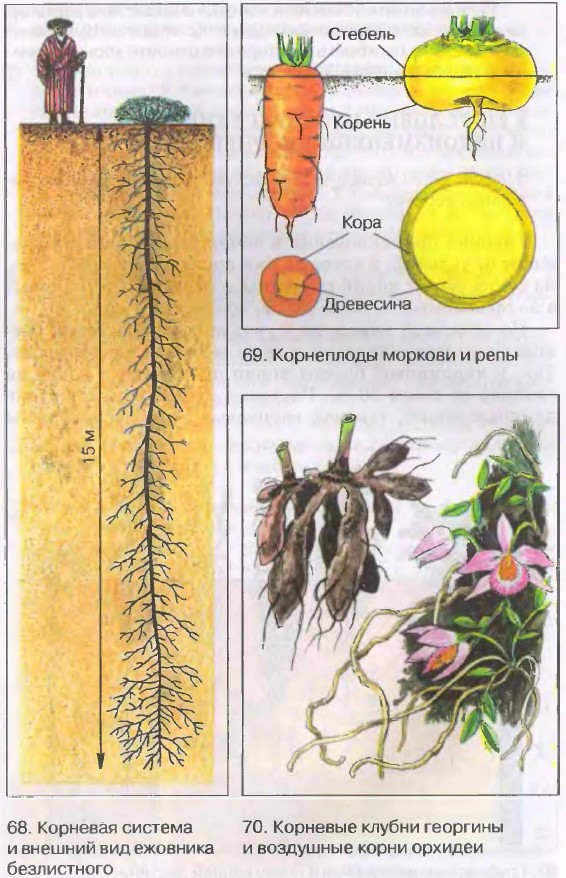 Стебель
Корень
Кора
Древесина
69. Корнеплоды моркови и репы
15 м
68. Корневая система
и внешний вид ежовника
безлистного
70. Корневые клубни георгины
и воздушные корни орхидеи